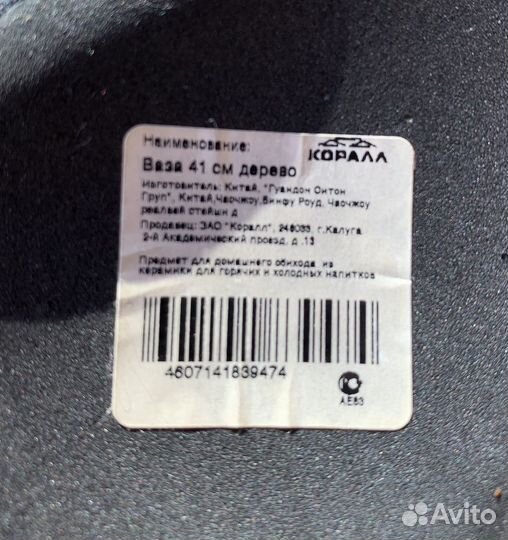 Наименование:
КОРАЛЛ
Ваза 41 см дерево
Изготовитель: Китай, "Гуандон Ситон
Груп", Китай,Чаочжоу,Бинфу Роуд, Чаочжоу
реалвей стейшн д
Продавец: ЗАО "Коралл", 248033, г.Калуга
2-й Академический проезд, д .13
Предмет для домашнего обихода из
керамики для горячих и холодных напитков
4607141839474
АЕ83
Avito